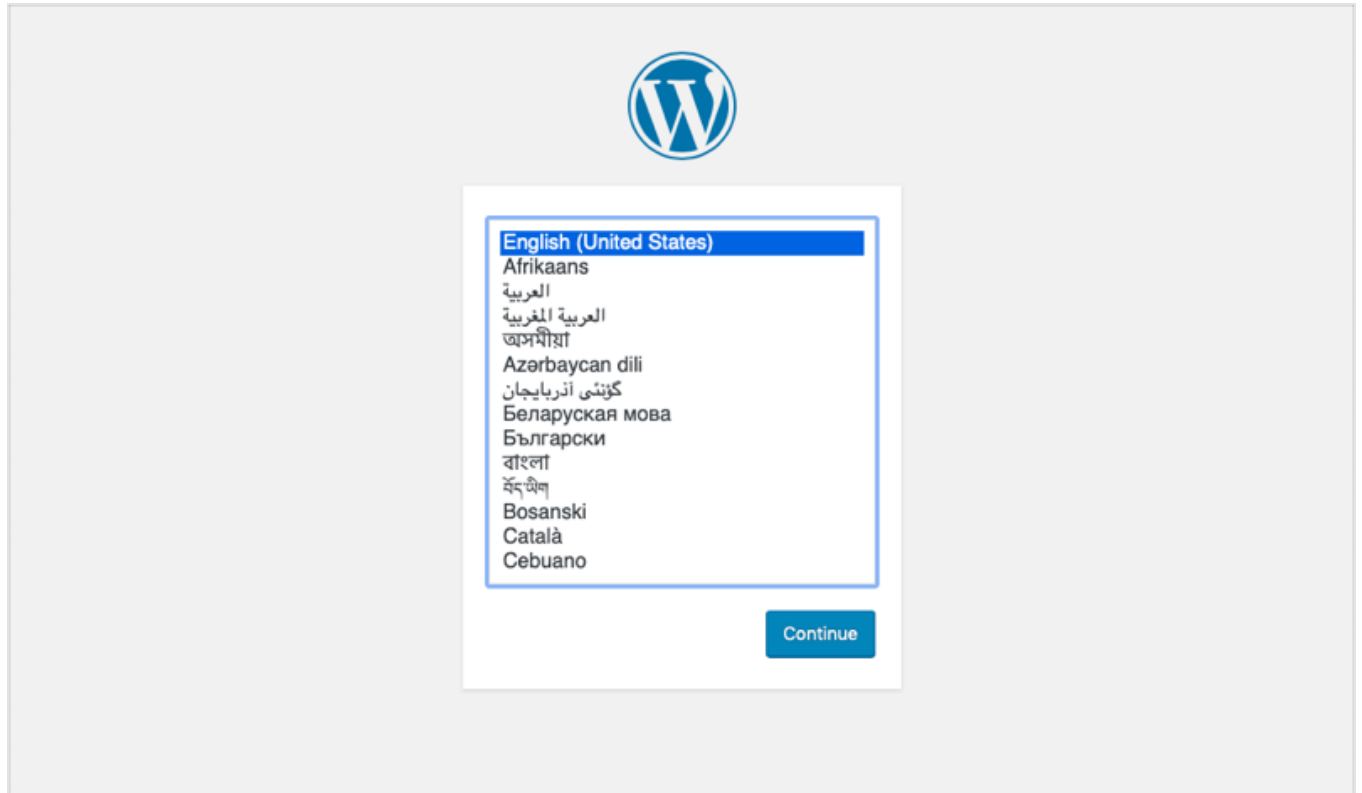 English (United States)
Afrikaans
العربية
العربية المغربية
অসমীয়া
Azərbaycan dili
گؤنئی آذربایجان
Беларуская мова
Български
বাংলা
བོད་ཡིག
Bosanski
Català
Cebuano
Continue